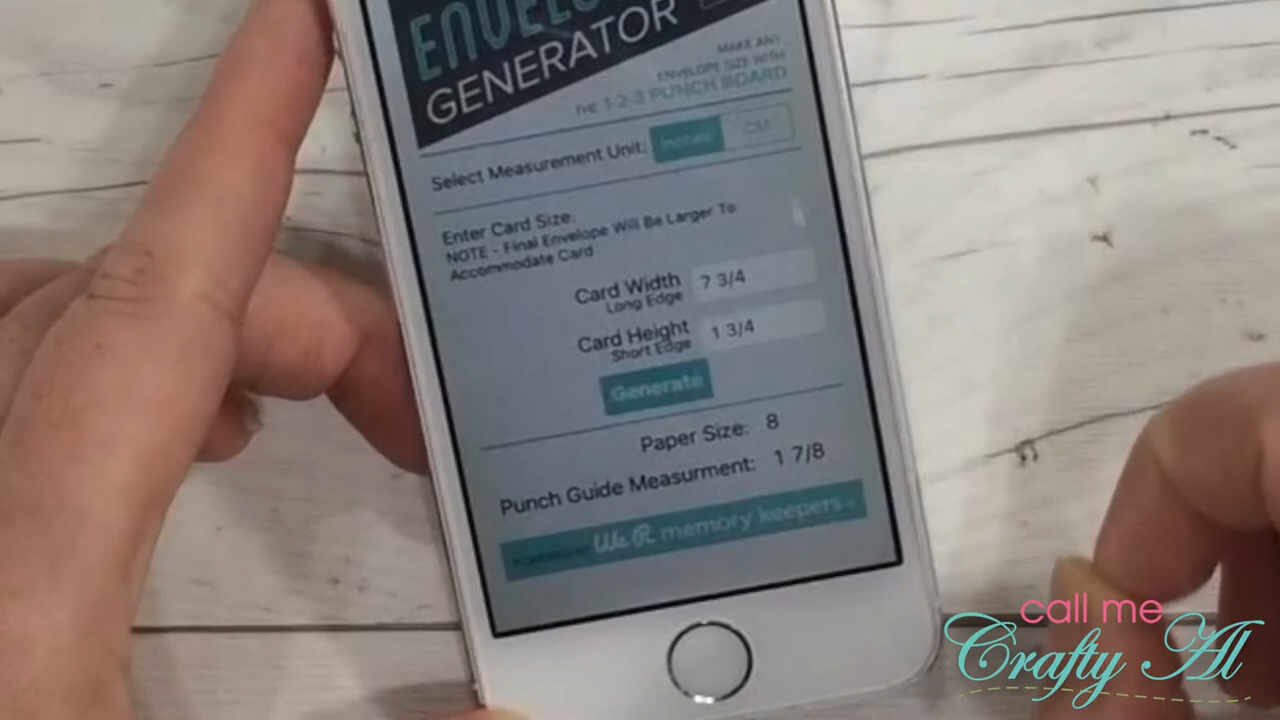 ENVELO
GENERATOR
MAKE ANY
ENVELOPE SIZE WITH
THE 1-2-3 PUNCH BOARD
Select Measurement Unit: Inches CM
Enter Card Size:
NOTE - Final Envelope Will Be Larger To
Accommodate Card
Card Width 7 3/4
Long Edge
Card Height 1 3/4
Short Edge
Generate
Paper Size: 8
Punch Guide Measurment: 1 7/8
We R memory keepers
call me
Crafty Al